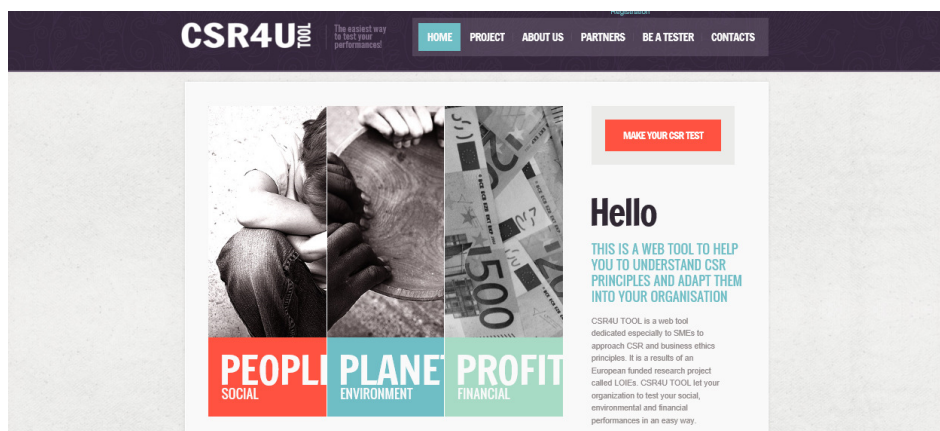 Registration
CSR4U TOOL
The easiest way
to test your
performances!
HOME PROJECT ABOUT US PARTNERS BE A TESTER CONTACTS
MAKE YOUR CSR TEST
Hello
THIS IS A WEB TOOL TO HELP
YOU TO UNDERSTAND CSR
PRINCIPLES AND ADAPT THEM
INTO YOUR ORGANISATION
CSR4U TOOL is a web tool
dedicated especially to SMEs to
approach CSR and business ethics
principles. It is a results of an
European funded research project
called LOIEs. CSR4U TOOL let your
organization to test your social,
environmental and financial
performances in an easy way.
500
PEOPL PLANET PROFIT
SOCIAL ENVIRONMENT FINANCIAL